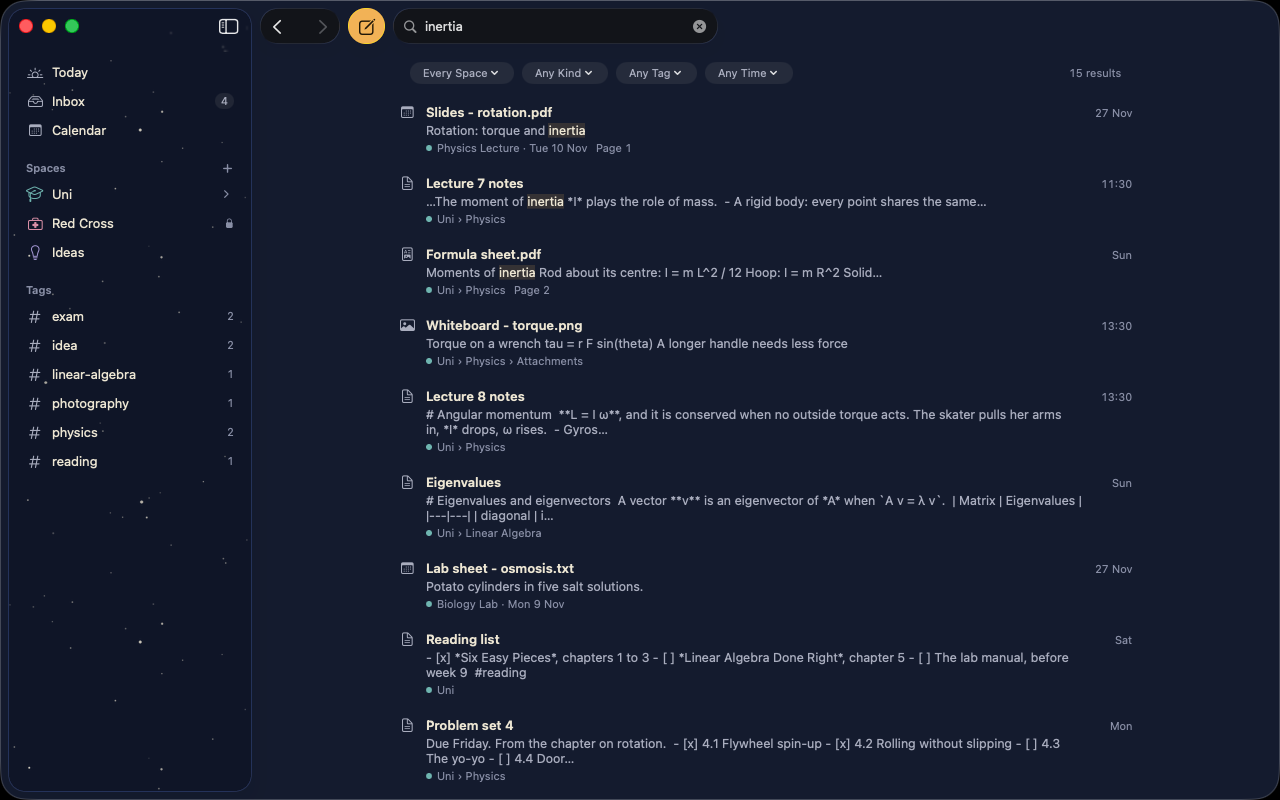 inertia
Today
Inbox 4
Calendar
Spaces
Uni
Red Cross
Ideas
Tags
# exam 2
# idea 2
# linear-algebra 1
# photography 1
# physics 2
# reading 1
Every Space Any Kind Any Tag Any Time 15 results
Slides - rotation.pdf 27 Nov
Rotation: torque and inertia
Physics Lecture · Tue 10 Nov Page 1
Lecture 7 notes 11:30
...The moment of inertia *I* plays the role of mass. - A rigid body: every point shares the same...
Uni › Physics
Formula sheet.pdf Sun
Moments of inertia Rod about its centre: I = m L^2 / 12 Hoop: I = m R^2 Solid...
Uni › Physics Page 2
Whiteboard - torque.png 13:30
Torque on a wrench tau = r F sin(theta) A longer handle needs less force
Uni › Physics › Attachments
Lecture 8 notes 13:30
# Angular momentum **L = I ω**, and it is conserved when no outside torque acts. The skater pulls her arms
in, *I* drops, ω rises. - Gyros...
Uni › Physics
Eigenvalues Sun
# Eigenvalues and eigenvectors A vector **v** is an eigenvector of *A* when `A v = λ v`. | Matrix | Eigenvalues |
|---|---| | diagonal | i...
Uni › Linear Algebra
Lab sheet - osmosis.txt 27 Nov
Potato cylinders in five salt solutions.
Biology Lab · Mon 9 Nov
Reading list Sat
- [x] *Six Easy Pieces*, chapters 1 to 3 - [ ] *Linear Algebra Done Right*, chapter 5 - [ ] The lab manual, before
week 9 #reading
Uni
Problem set 4 Mon
Due Friday. From the chapter on rotation. - [x] 4.1 Flywheel spin-up - [x] 4.2 Rolling without slipping - [ ] 4.3
The yo-yo - [ ] 4.4 Door...
Uni › Physics